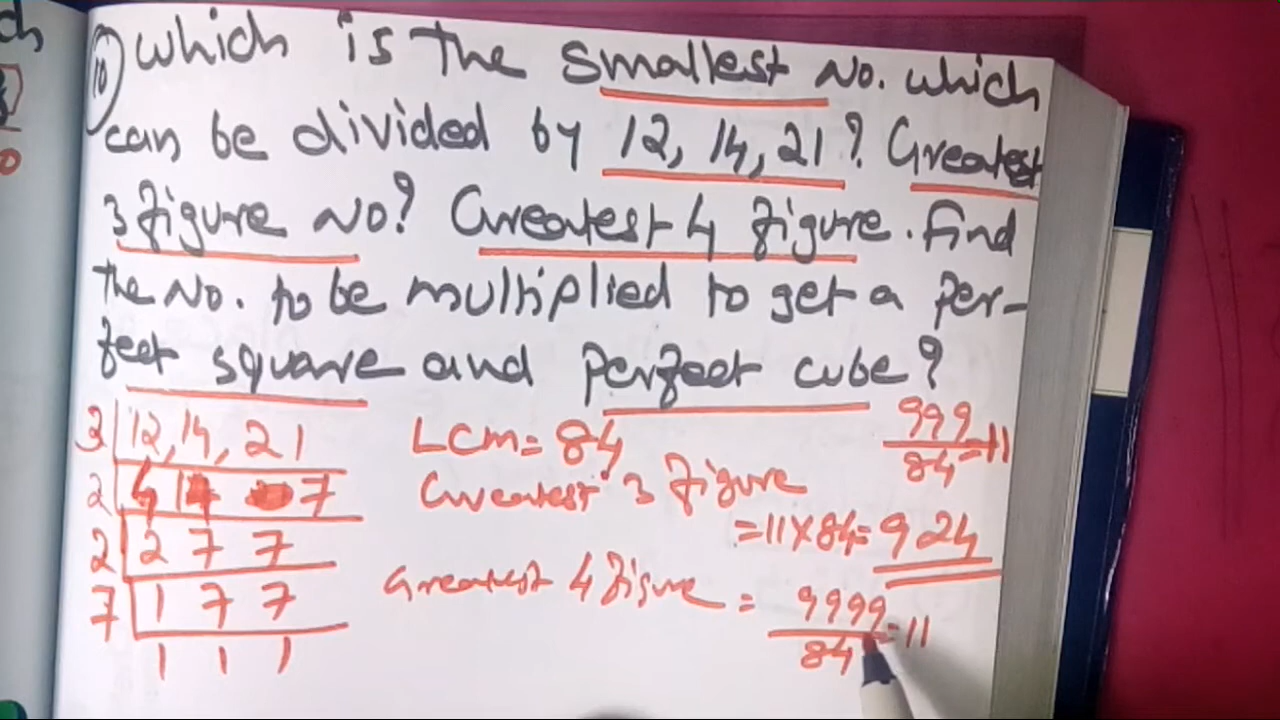 10) Which is the smallest No. which
can be divided by 12, 14, 21? Greatest
3 figure No? Greatest 4 figure. Find
the No. to be multiplied to get a per-
fect square and perfect cube?
3 | 12, 14, 21
2 | 4 14 7
2 | 2 7 7
7 | 1 7 7
1 1 1
LCM = 84
Greatest 3 figure
= 11 × 84 = 924
999/84 = 11
Greatest 4 figure = 9999/84 = 11